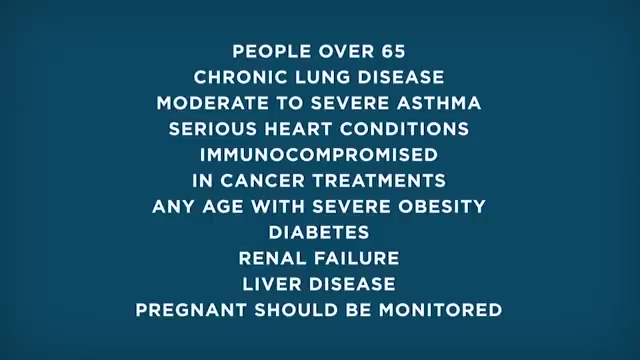 PEOPLE OVER 65
CHRONIC LUNG DISEASE
MODERATE TO SEVERE ASTHMA
SERIOUS HEART CONDITIONS
IMMUNOCOMPROMISED
IN CANCER TREATMENTS
ANY AGE WITH SEVERE OBESITY
DIABETES
RENAL FAILURE
LIVER DISEASE
PREGNANT SHOULD BE MONITORED